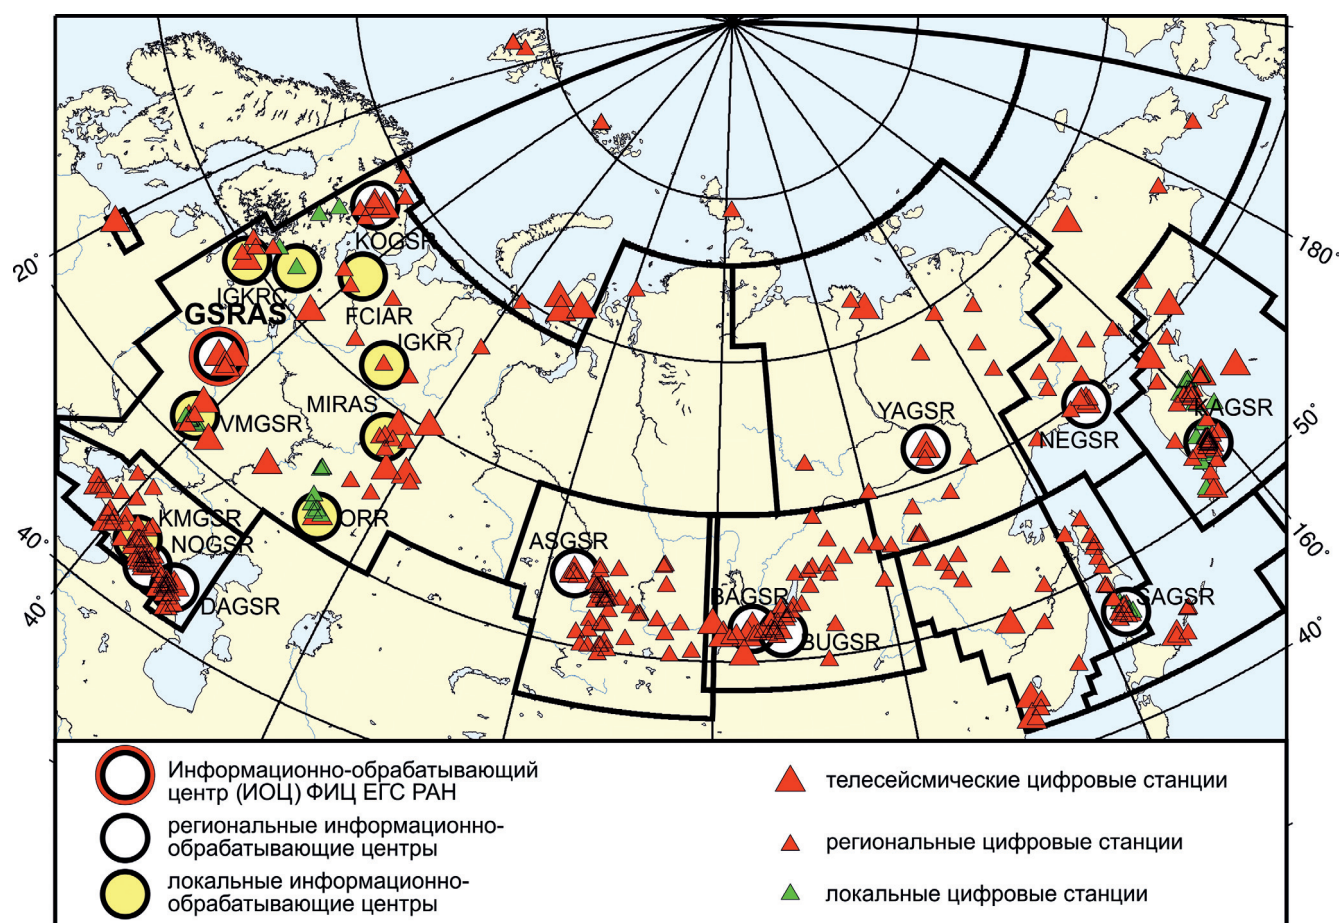 20°
40°
40°
180°
50°
160°
40°
KOGSR
IGKRC
GSRAS
FCIAR
IGKR
MIRAS
VMGSR
ORR
KMGSR
NOGSR
DAGSR
ASGSR
BAGSR
BUGSR
YAGSR
NEGSR
KAGSR
SAGSR
Информационно-обрабатывающий
центр (ИОЦ) ФИЦ ЕГС РАН
региональные информационно-
обрабатывающие центры
локальные информационно-
обрабатывающие центры
телесейсмические цифровые станции
региональные цифровые станции
локальные цифровые станции